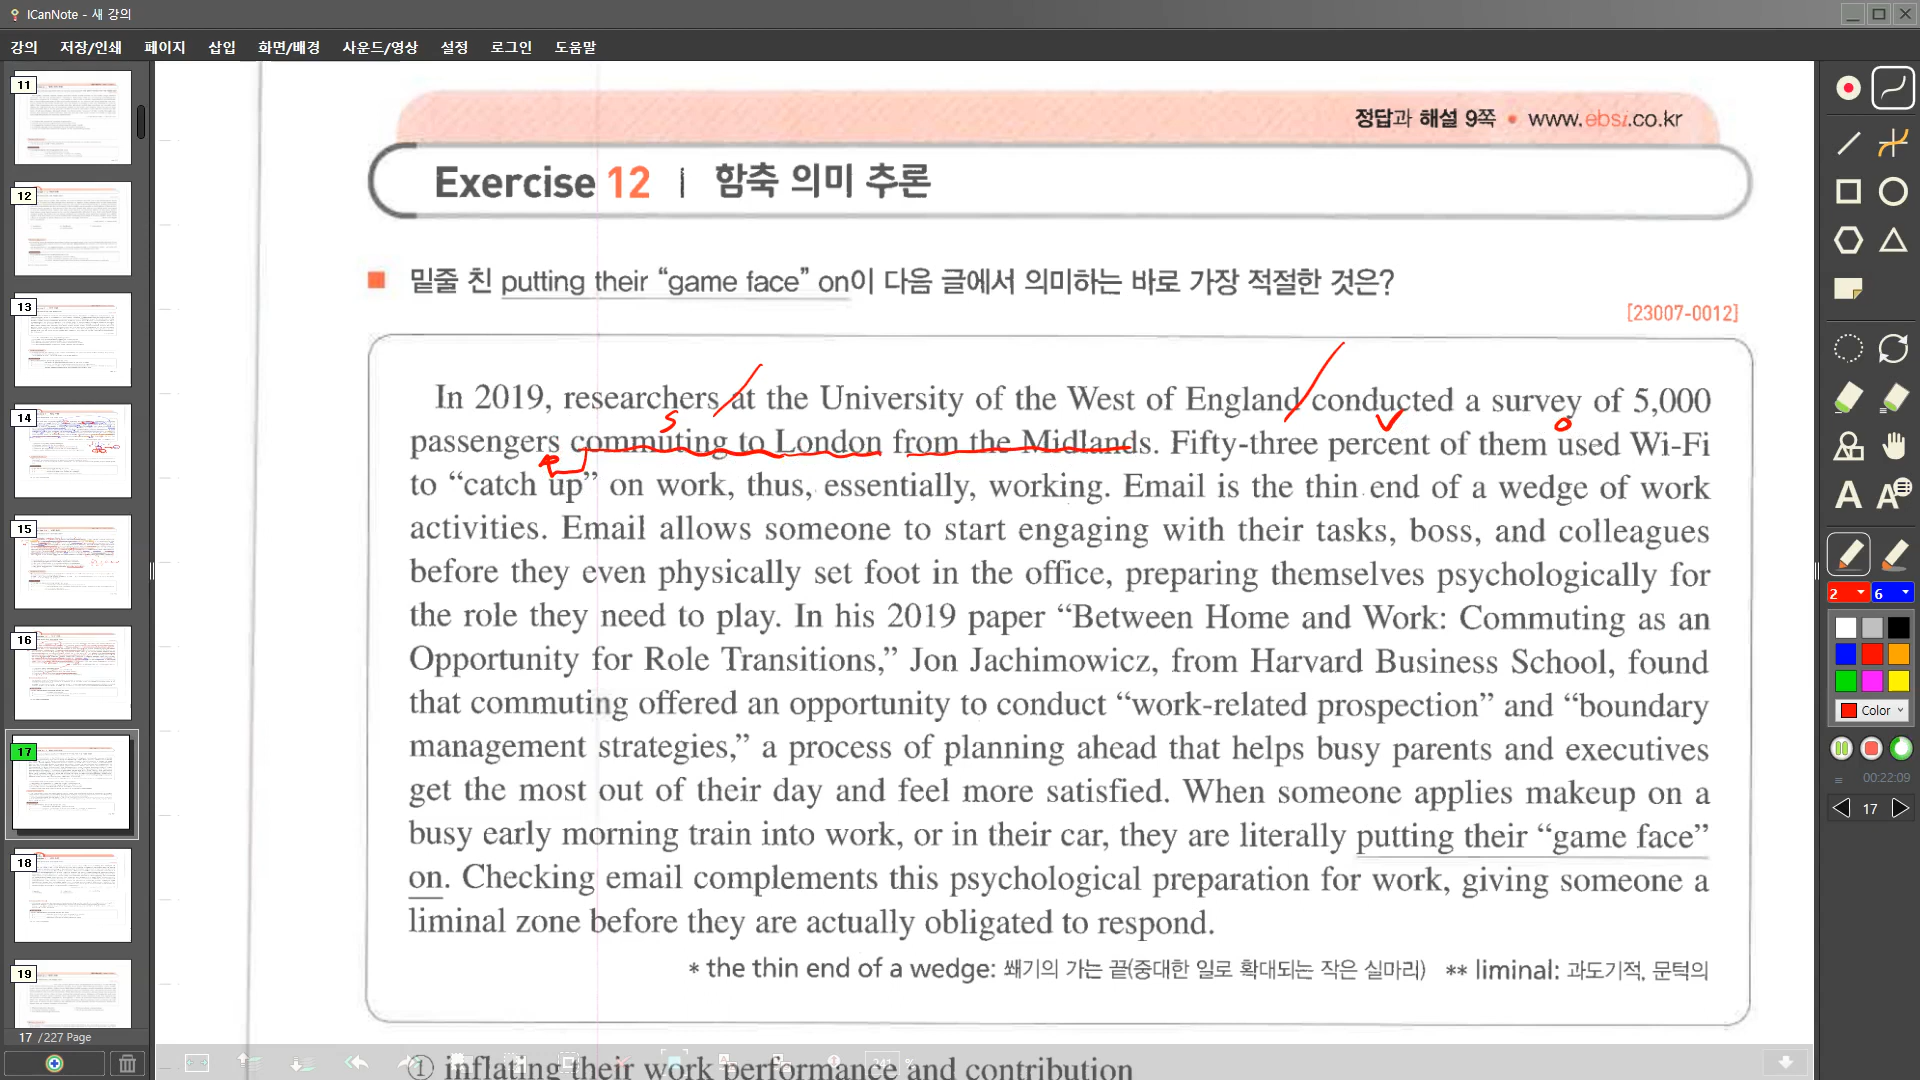 ICanNote - 새 강의
강의 저장/인쇄 페이지 삽입 화면/배경 사운드/영상 설정 로그인 도움말
11
12
13
14
15
16
17
18
19
17 /227 Page
정답과 해설 9쪽 • www.ebsi.co.kr
Exercise 12 | 함축 의미 추론
밑줄 친 putting their “game face” on이 다음 글에서 의미하는 바로 가장 적절한 것은?
[23007-0012]
In 2019, researchers at the University of the West of England conducted a survey of 5,000
S V O
passengers commuting to London from the Midlands. Fifty-three percent of them used Wi-Fi
to “catch up” on work, thus, essentially, working. Email is the thin end of a wedge of work
activities. Email allows someone to start engaging with their tasks, boss, and colleagues
before they even physically set foot in the office, preparing themselves psychologically for
the role they need to play. In his 2019 paper “Between Home and Work: Commuting as an
Opportunity for Role Transitions,” Jon Jachimowicz, from Harvard Business School, found
that commuting offered an opportunity to conduct “work-related prospection” and “boundary
management strategies,” a process of planning ahead that helps busy parents and executives
get the most out of their day and feel more satisfied. When someone applies makeup on a
busy early morning train into work, or in their car, they are literally putting their “game face”
on. Checking email complements this psychological preparation for work, giving someone a
liminal zone before they are actually obligated to respond.
* the thin end of a wedge: 쐐기의 가는 끝(중대한 일로 확대되는 작은 실마리) ** liminal: 과도기적, 문턱의
① inflating their work performance and contribution
241 %
2 6
Color
00:22:09
17